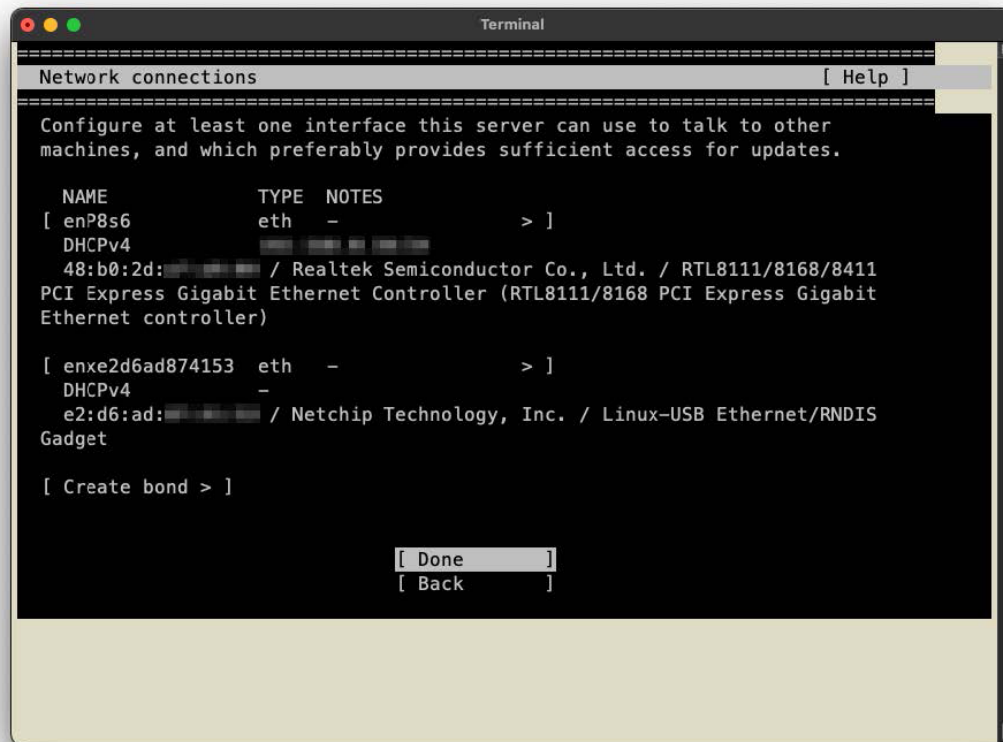 Terminal
================================================================================
Network connections [ Help ]
================================================================================
Configure at least one interface this server can use to talk to other
machines, and which preferably provides sufficient access for updates.
NAME TYPE NOTES
[ enP8s6 eth - > ]
DHCPv4
48:b0:2d: / Realtek Semiconductor Co., Ltd. / RTL8111/8168/8411
PCI Express Gigabit Ethernet Controller (RTL8111/8168 PCI Express Gigabit
Ethernet controller)
[ enxe2d6ad874153 eth - > ]
DHCPv4 -
e2:d6:ad: / Netchip Technology, Inc. / Linux-USB Ethernet/RNDIS
Gadget
[ Create bond > ]
[ Done ]
[ Back ]